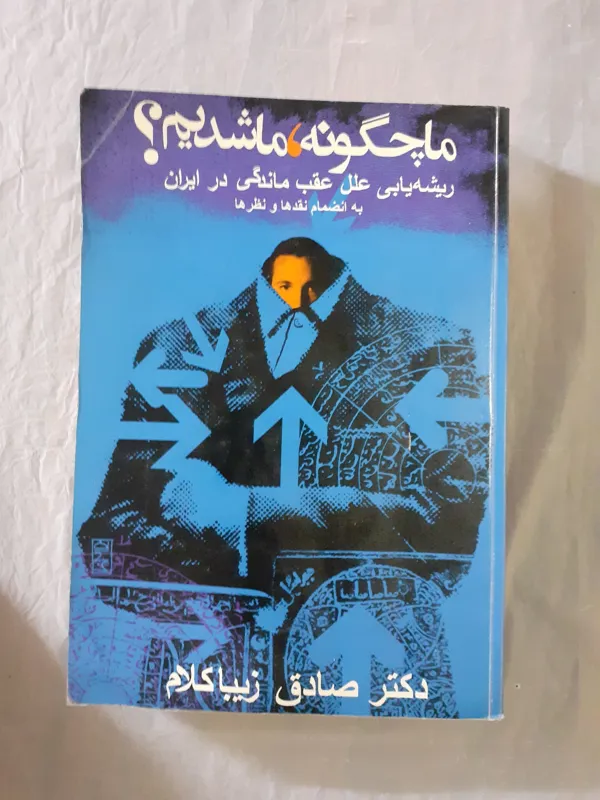 ما چگونه، ما شدیم؟
ریشه‌یابی علل عقب ماندگی در ایران
به انضمام نقدها و نظرها
دکتر صادق زیباکلام